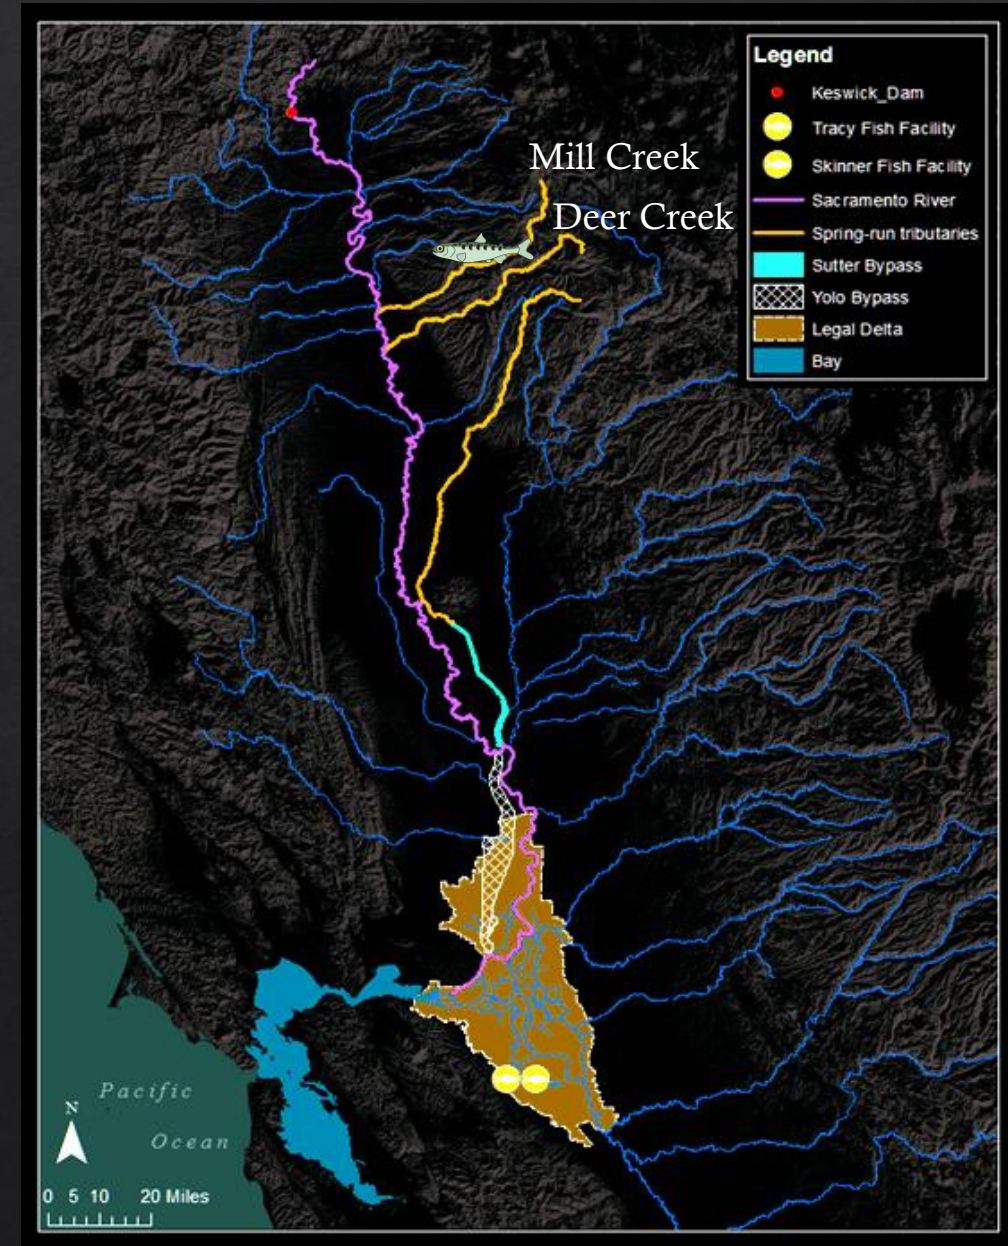 Legend
Keswick_Dam
Tracy Fish Facility
Skinner Fish Facility
Sacramento River
Spring-run tributaries
Sutter Bypass
Yolo Bypass
Legal Delta
Bay
Mill Creek
Deer Creek
Pacific
Ocean
N
0 5 10 20 Miles